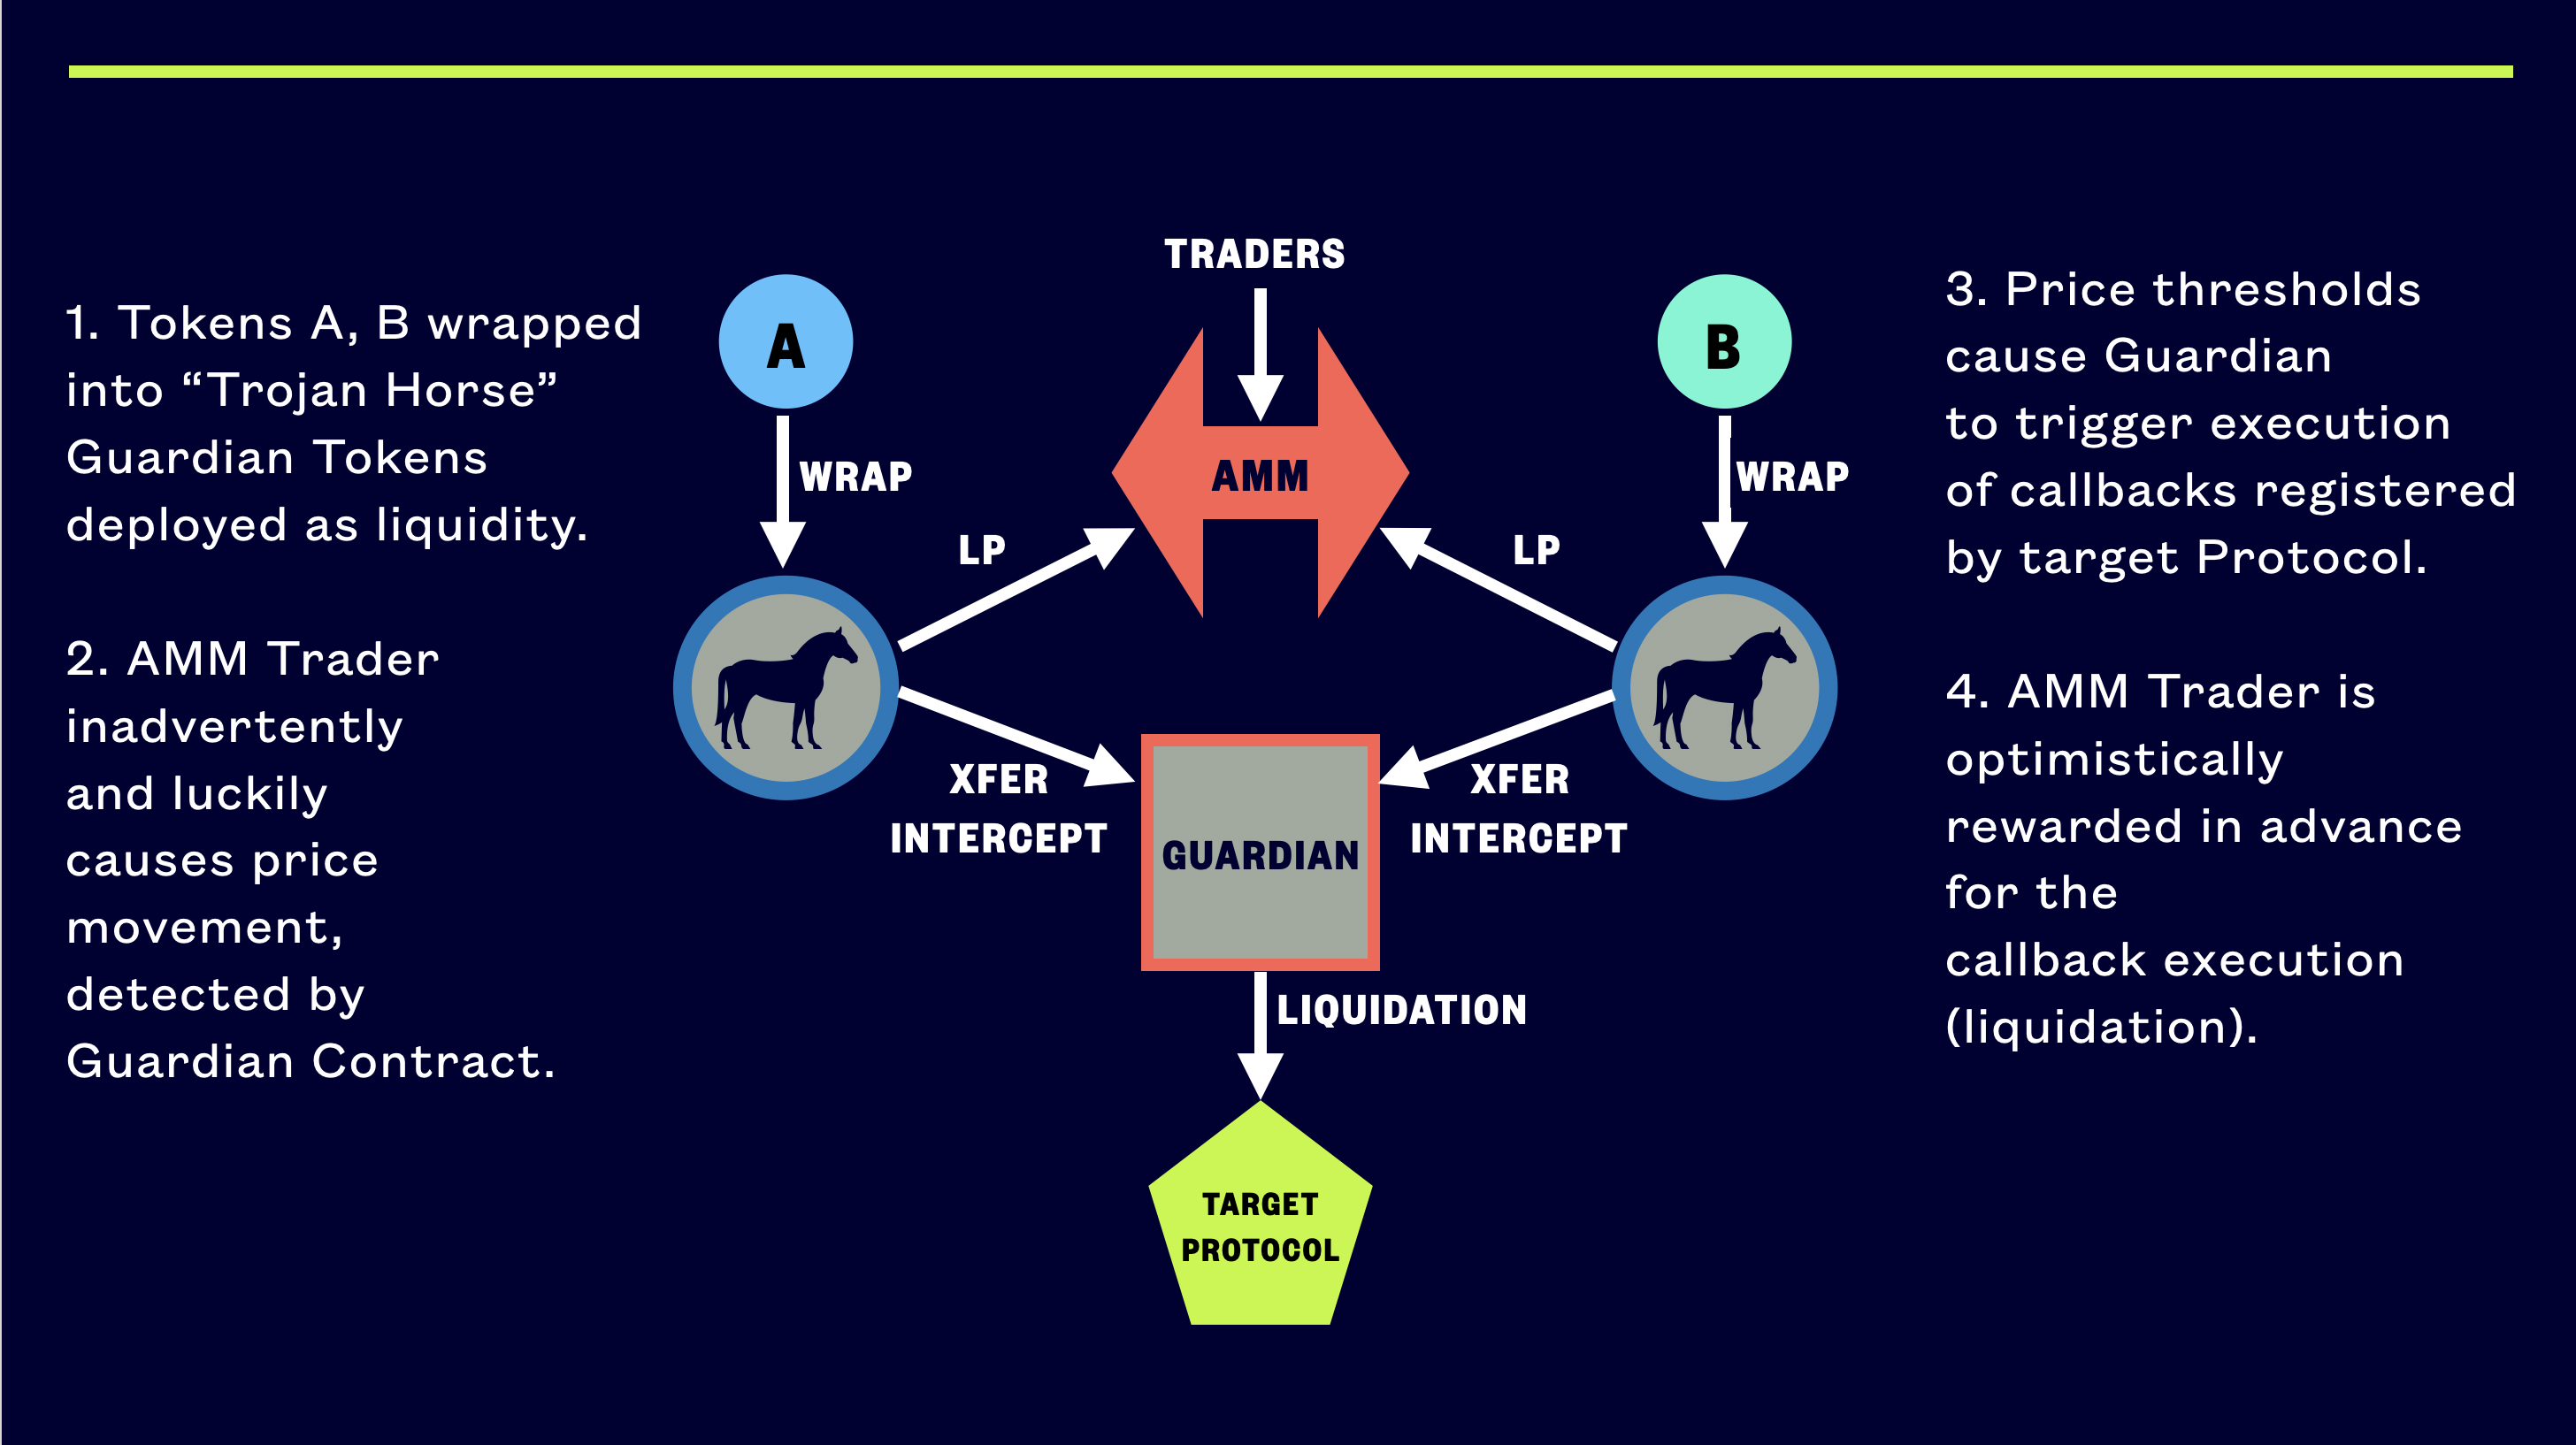 1. Tokens A, B wrapped
into “Trojan Horse”
Guardian Tokens
deployed as liquidity.
2. AMM Trader
inadvertently
and luckily
causes price
movement,
detected by
Guardian Contract.
TRADERS
A
B
AMM
WRAP
WRAP
LP
LP
XFER
INTERCEPT
XFER
INTERCEPT
GUARDIAN
LIQUIDATION
TARGET
PROTOCOL
3. Price thresholds
cause Guardian
to trigger execution
of callbacks registered
by target Protocol.
4. AMM Trader is
optimistically
rewarded in advance
for the
callback execution
(liquidation).